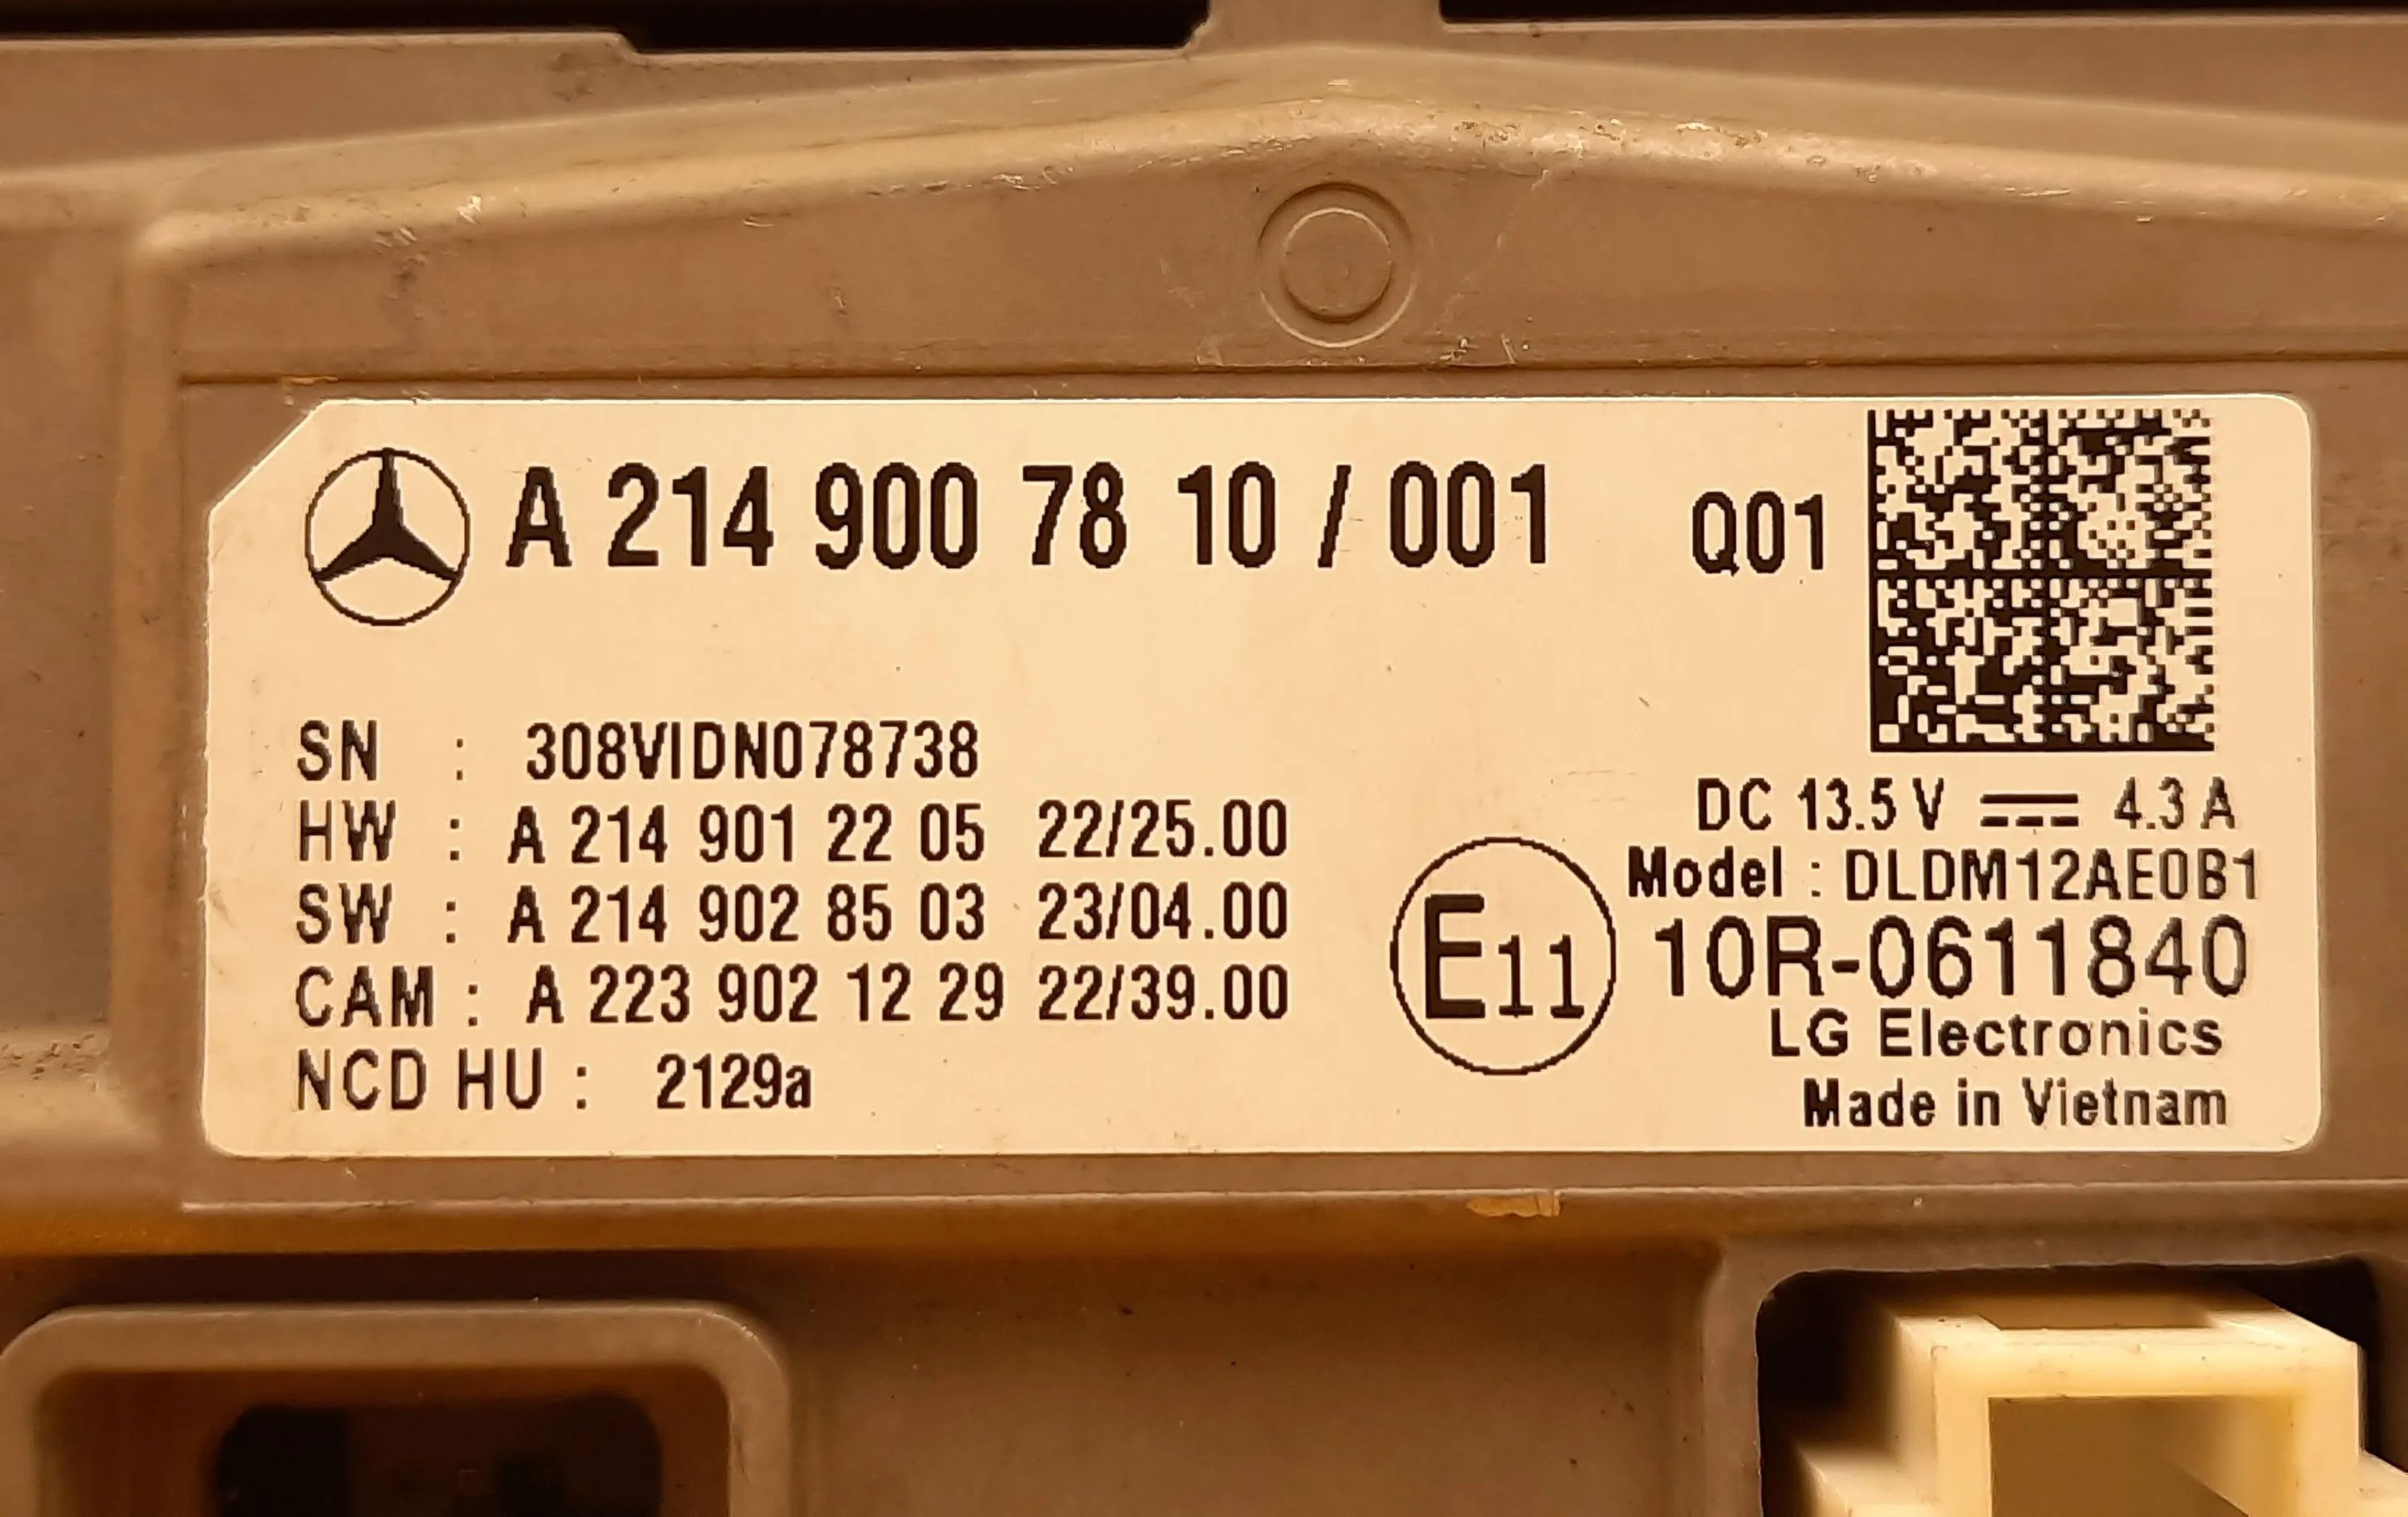 A 214 900 78 10 / 001 Q01
SN : 308VIDN078738
HW : A 214 901 22 05 22/25.00
SW : A 214 902 85 03 23/04.00
CAM : A 223 902 12 29 22/39.00
NCD HU : 2129a
E11
DC 13.5 V ⎓ 4.3 A
Model : DLDM12AE0B1
10R-0611840
LG Electronics
Made in Vietnam